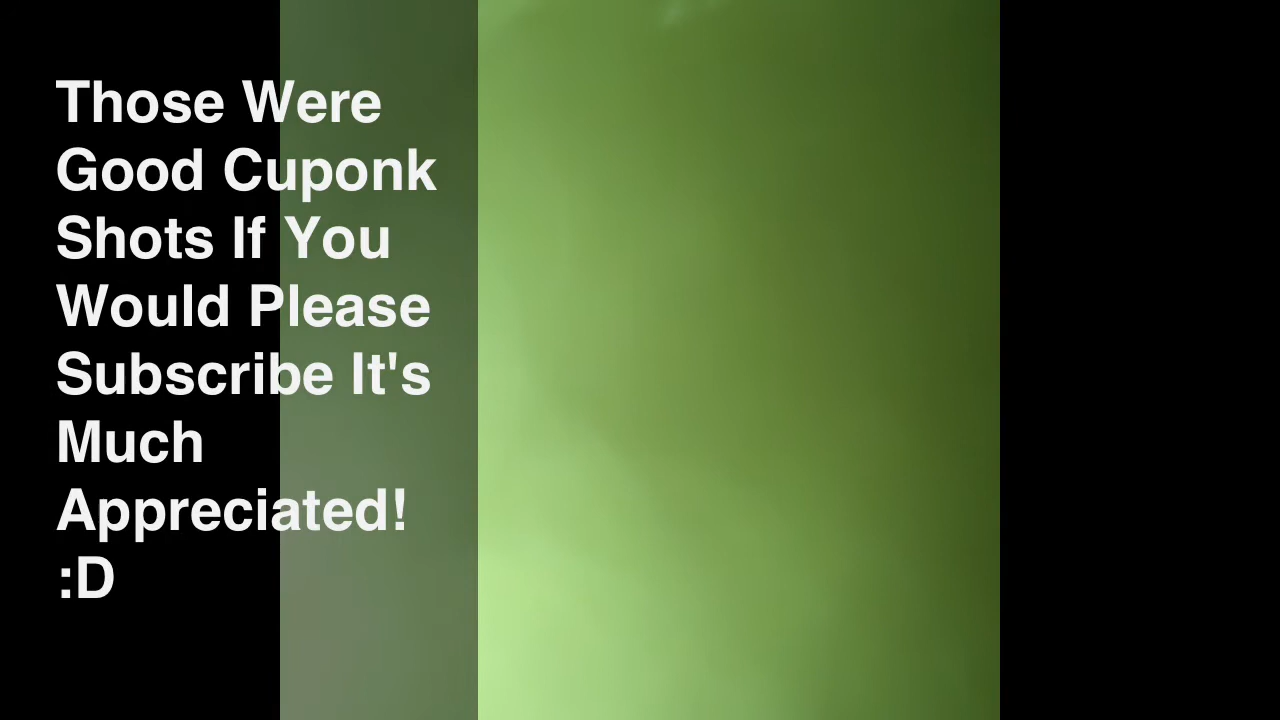 Those Were
Good Cuponk
Shots If You
Would Please
Subscribe It's
Much
Appreciated!
:D